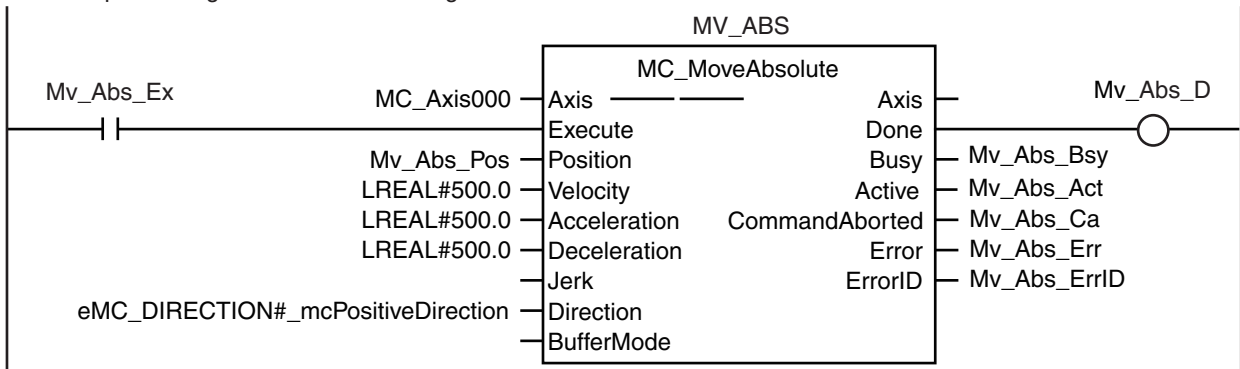 MV_ABS
MC_MoveAbsolute
Mv_Abs_Ex
Mv_Abs_D
MC_Axis000 Axis Axis
Execute Done
Mv_Abs_Pos Position Busy Mv_Abs_Bsy
LREAL#500.0 Velocity Active Mv_Abs_Act
LREAL#500.0 Acceleration CommandAborted Mv_Abs_Ca
LREAL#500.0 Deceleration Error Mv_Abs_Err
Jerk ErrorID Mv_Abs_ErrID
eMC_DIRECTION#_mcPositiveDirection Direction
BufferMode